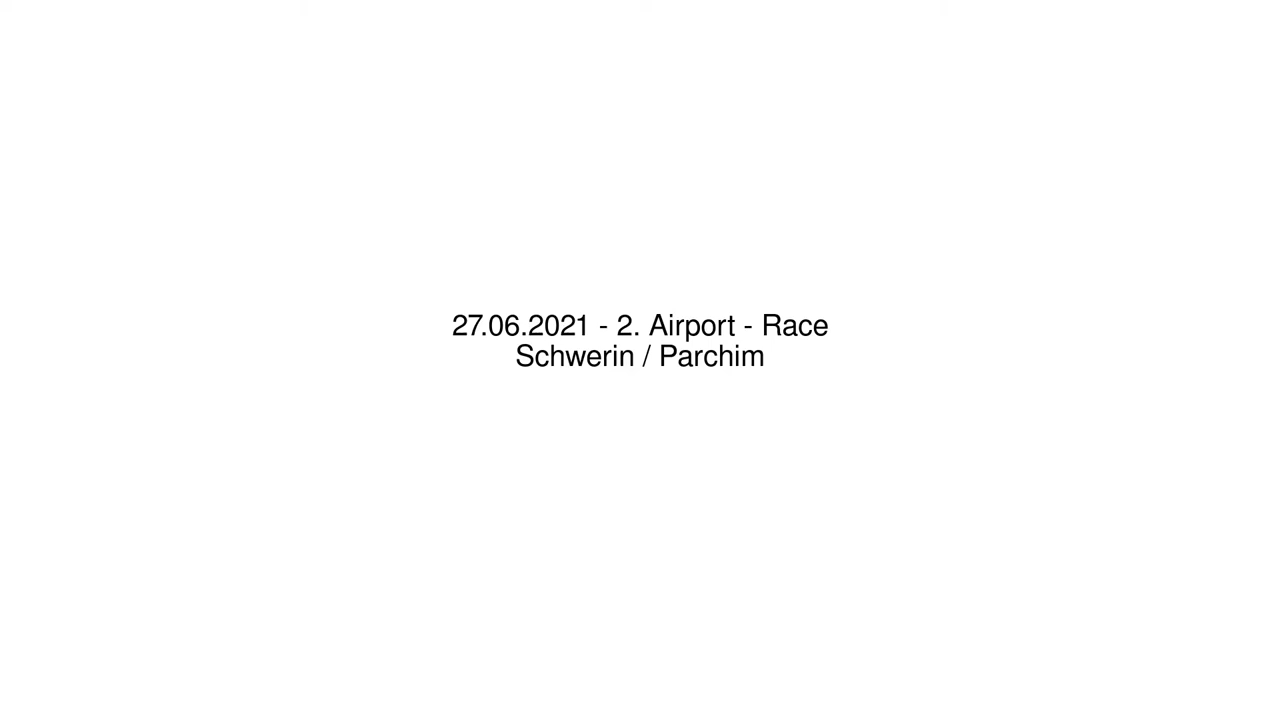 27.06.2021 - 2. Airport - Race
Schwerin / Parchim